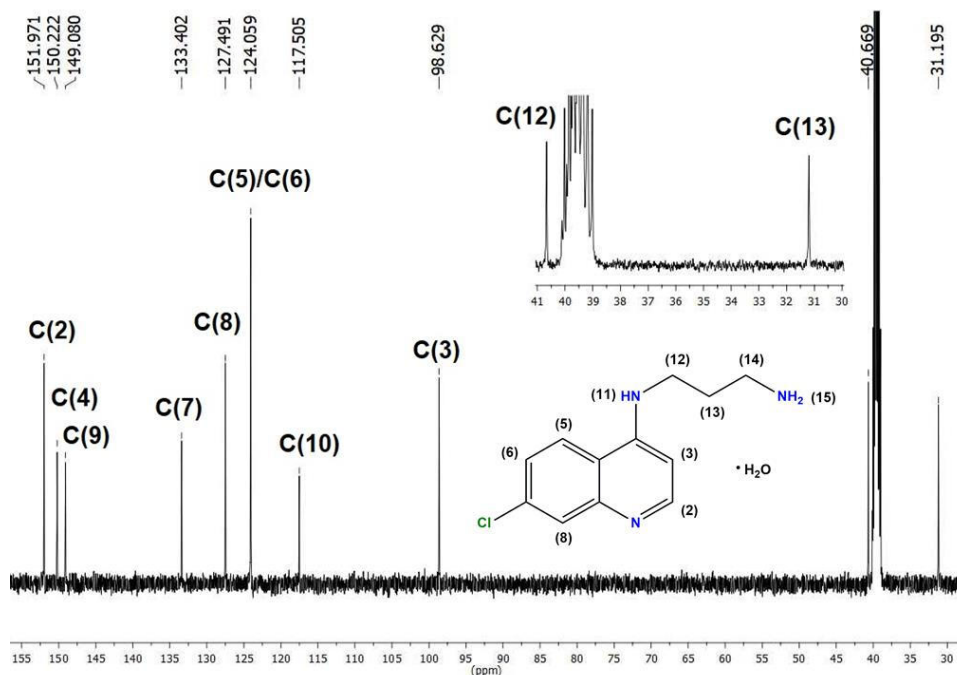 151.971
150.222
149.080
133.402
127.491
124.059
117.505
98.629
40.669
31.195
C(12)
C(13)
41 40 39 38 37 36 35 34 33 32 31 30
C(5)/C(6)
C(2)
C(8)
C(4)
C(9)
C(7)
C(10)
C(3)
(12) (14)
(11) HN NH₂ (15)
(13)
(5)
(6) (3)
• H₂O
Cl N (2)
(8)
155 150 145 140 135 130 125 120 115 110 105 100 95 90 85 80 75 70 65 60 55 50 45 40 35 30
(ppm)